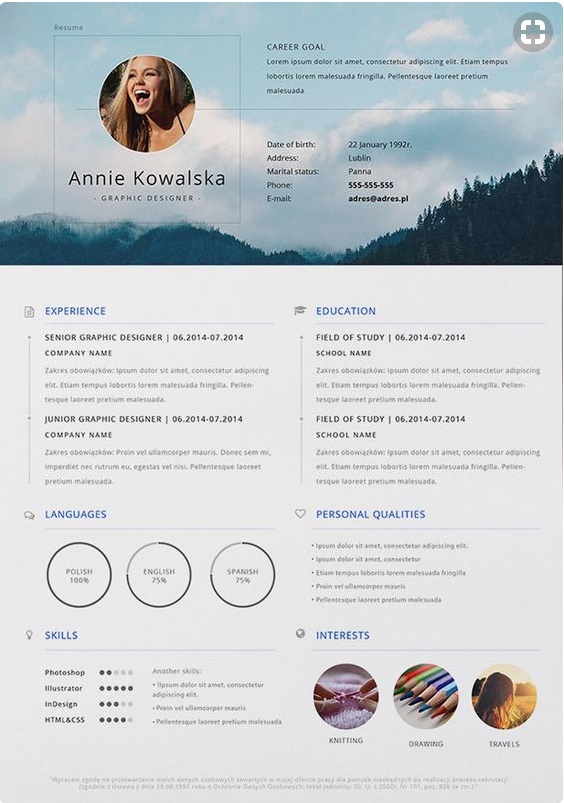 Resume
Annie Kowalska
- GRAPHIC DESIGNER -
CAREER GOAL
Lorem ipsum dolor sit amet, consectetur adipiscing elit. Etiam tempus
lobortis lorem malesuada fringilla. Pellentesque pretium
malesuada.
Date of birth: 22 January 1992r.
Address: Lublin
Marital status: Panna
Phone: 555-555-555
E-mail: adres@adres.pl
EXPERIENCE
SENIOR GRAPHIC DESIGNER | 06.2014-07.2014
COMPANY NAME
Zakres obowiązków: Ipsum dolor sit amet, consectetur adipiscing
elit. Etiam tempus lobortis lorem malesuada fringilla. Pellen-
tesque pretium malesuada.
JUNIOR GRAPHIC DESIGNER | 06.2014-07.2014
COMPANY NAME
Zakres obowiązków: Proin vel ullamcorper mauris. Donec sem mi,
imperdiet nec rutrum eu, egestas vel nisi. Pellentesque laoreet
pretium malesuada.
EDUCATION
FIELD OF STUDY | 06.2014-07.2014
SCHOOL NAME
Zakres obowiązków: Ipsum dolor sit amet, consectetur adipiscing
elit. Etiam tempus lobortis lorem malesuada fringilla. Pellen-
tesque pretium malesuada.
FIELD OF STUDY | 06.2014-07.2014
SCHOOL NAME
Zakres obowiązków: Ipsum dolor sit amet, consectetur adipiscing
elit. Etiam tempus lobortis lorem malesuada fringilla. Pellen-
tesque pretium malesuada.
LANGUAGES
POLISH
100%
ENGLISH
75%
SPANISH
75%
PERSONAL QUALITIES
• Ipsum dolor sit amet, consectetur adipiscing elit.
• Ipsum dolor sit amet, consectetur
• Etiam tempus lobortis lorem malesuada fringilla
• Proin vel ullamcorper mauris
• Pellentesque laoreet pretium malesuada
SKILLS
Photoshop
Illustrator
InDesign
HTML&CSS
Another skills:
• Ipsum dolor sit amet, consectetur
adipiscing elit.
• Proin vel ullamcorper mauris
• Pellentesque laoreet pretium malesuada
INTERESTS
KNITTING
DRAWING
TRAVELS
"Wyrażam zgodę na przetwarzanie moich danych osobowych zawartych w mojej ofercie pracy dla potrzeb niezbędnych do realizacji procesu rekrutacji
(zgodnie z Ustawą z dnia 29.08.1997 roku o Ochronie Danych Osobowych; tekst jednolity: Dz. U. z 2002r. Nr 101, poz. 926 ze zm.)."